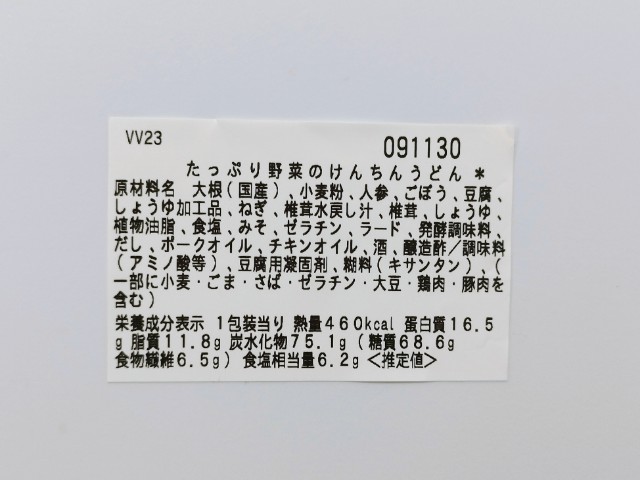 VV23
091130
たっぷり野菜のけんちんうどん*
原材料名 大根(国産)、小麦粉、人参、ごぼう、豆腐、
しょうゆ加工品、ねぎ、椎茸水戻し汁、椎茸、しょうゆ、
植物油脂、食塩、みそ、ゼラチン、ラード、発酵調味料、
だし、ポークオイル、チキンオイル、酒、醸造酢/調味料
(アミノ酸等)、豆腐用凝固剤、糊料(キサンタン)、(
一部に小麦・ごま・さば・ゼラチン・大豆・鶏肉・豚肉を
含む)
栄養成分表示 1包装当り 熱量460kcal 蛋白質16.5
g 脂質11.8g 炭水化物75.1g(糖質68.6g
食物繊維6.5g) 食塩相当量6.2g <推定値>